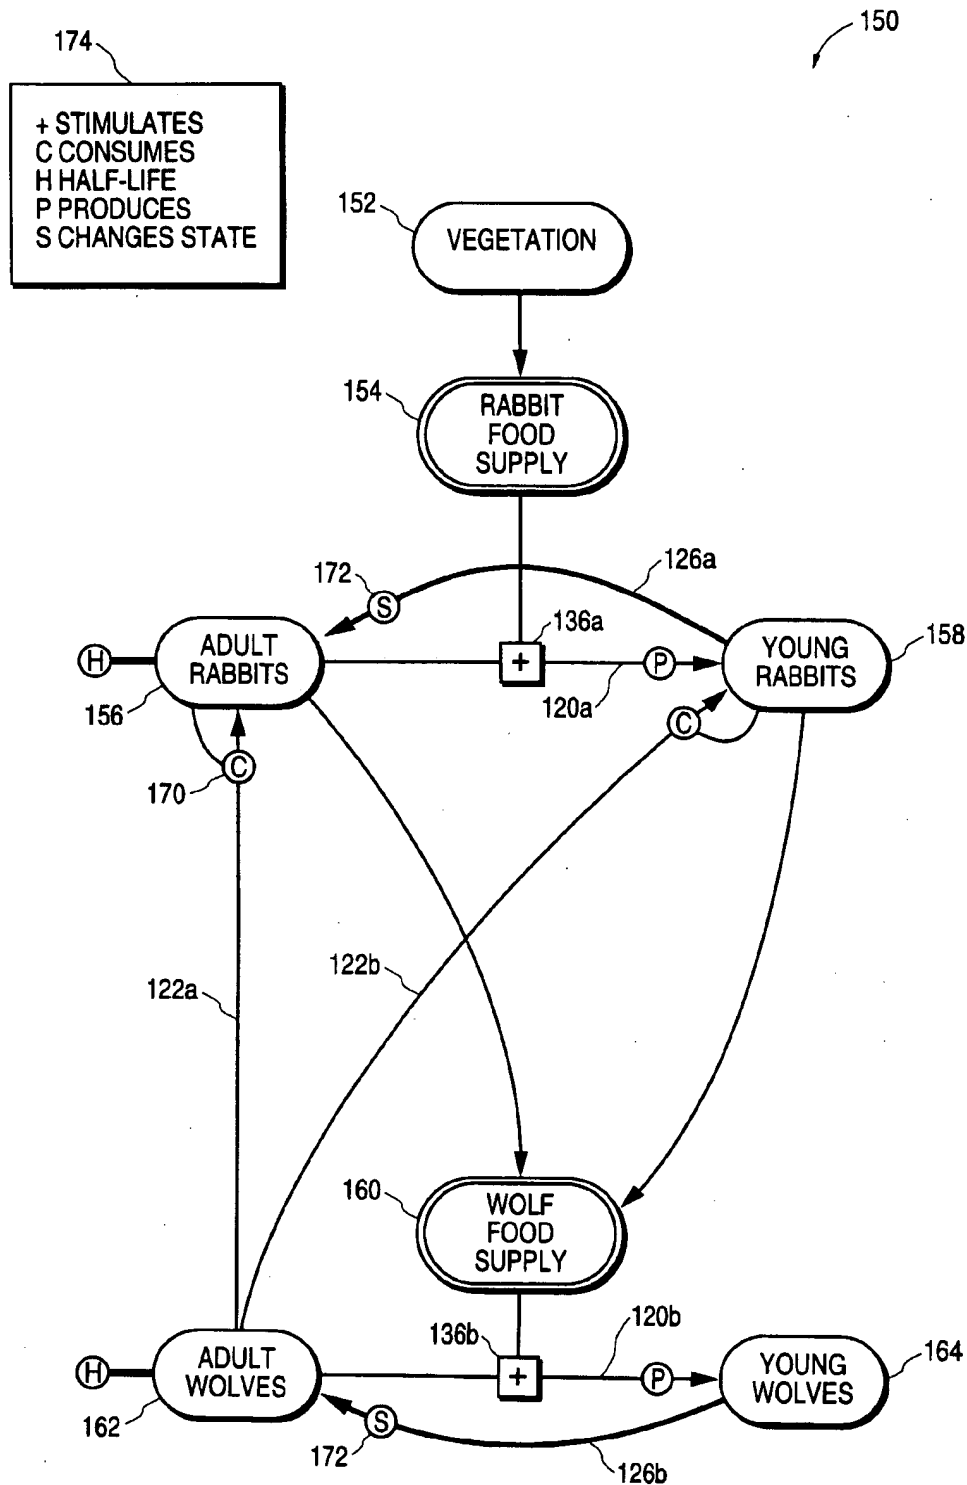 150
174
+ STIMULATES
C CONSUMES
H HALF-LIFE
P PRODUCES
S CHANGES STATE
152
VEGETATION
154
RABBIT
FOOD
SUPPLY
172
S
126a
136a
H
ADULT
RABBITS
+
P
YOUNG
RABBITS
158
156
120a
C
C
170
122a
122b
160
WOLF
FOOD
SUPPLY
136b
120b
H
ADULT
WOLVES
+
P
YOUNG
WOLVES
164
162
S
172
126b